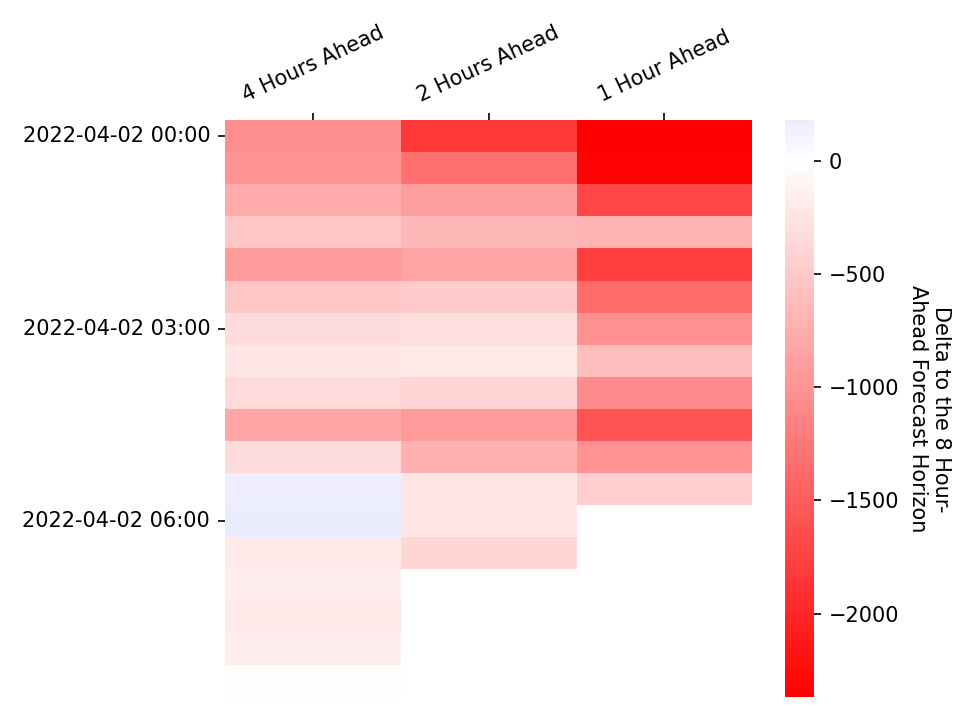 4 Hours Ahead
2 Hours Ahead
1 Hour Ahead
2022-04-02 00:00
2022-04-02 03:00
2022-04-02 06:00
0
−500
−1000
−1500
−2000
Delta to the 8 Hour-
Ahead Forecast Horizon